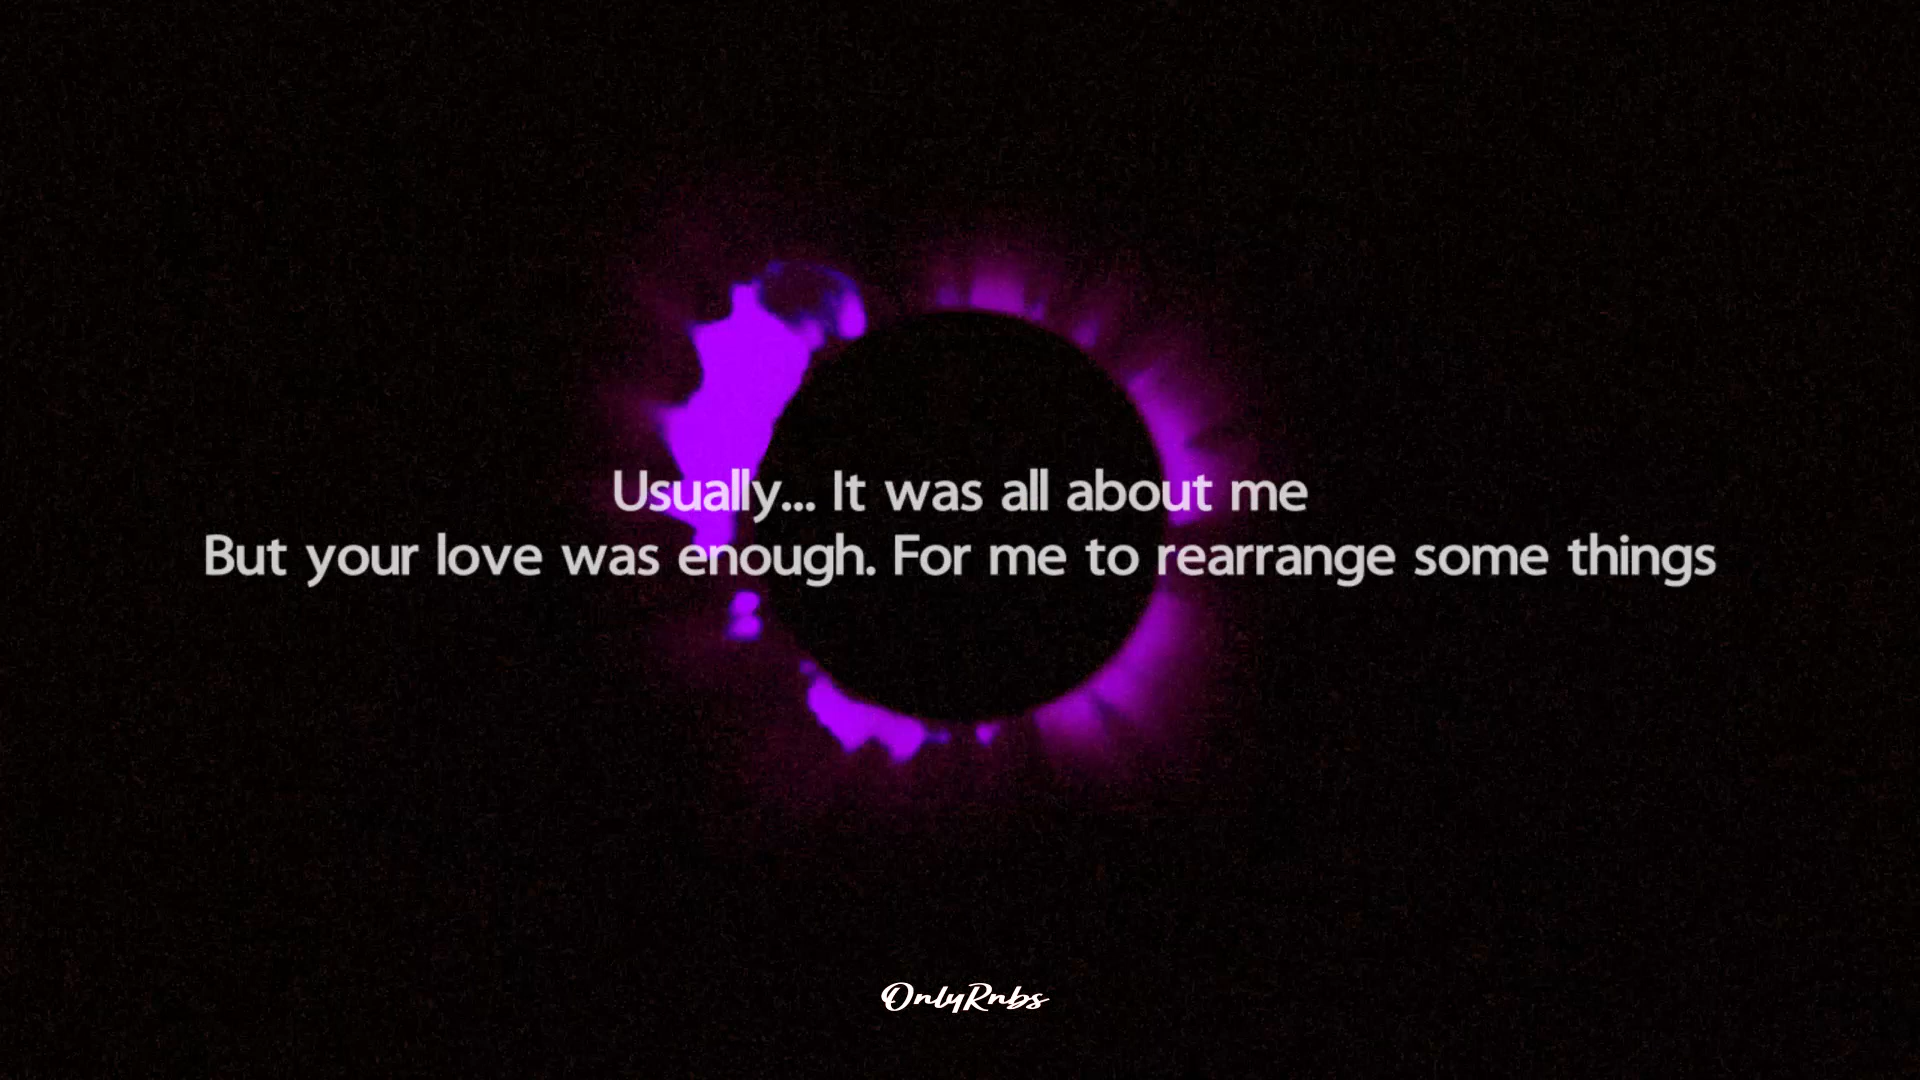 Usually... It was all about me
But your love was enough. For me to rearrange some things
OnlyRnbs